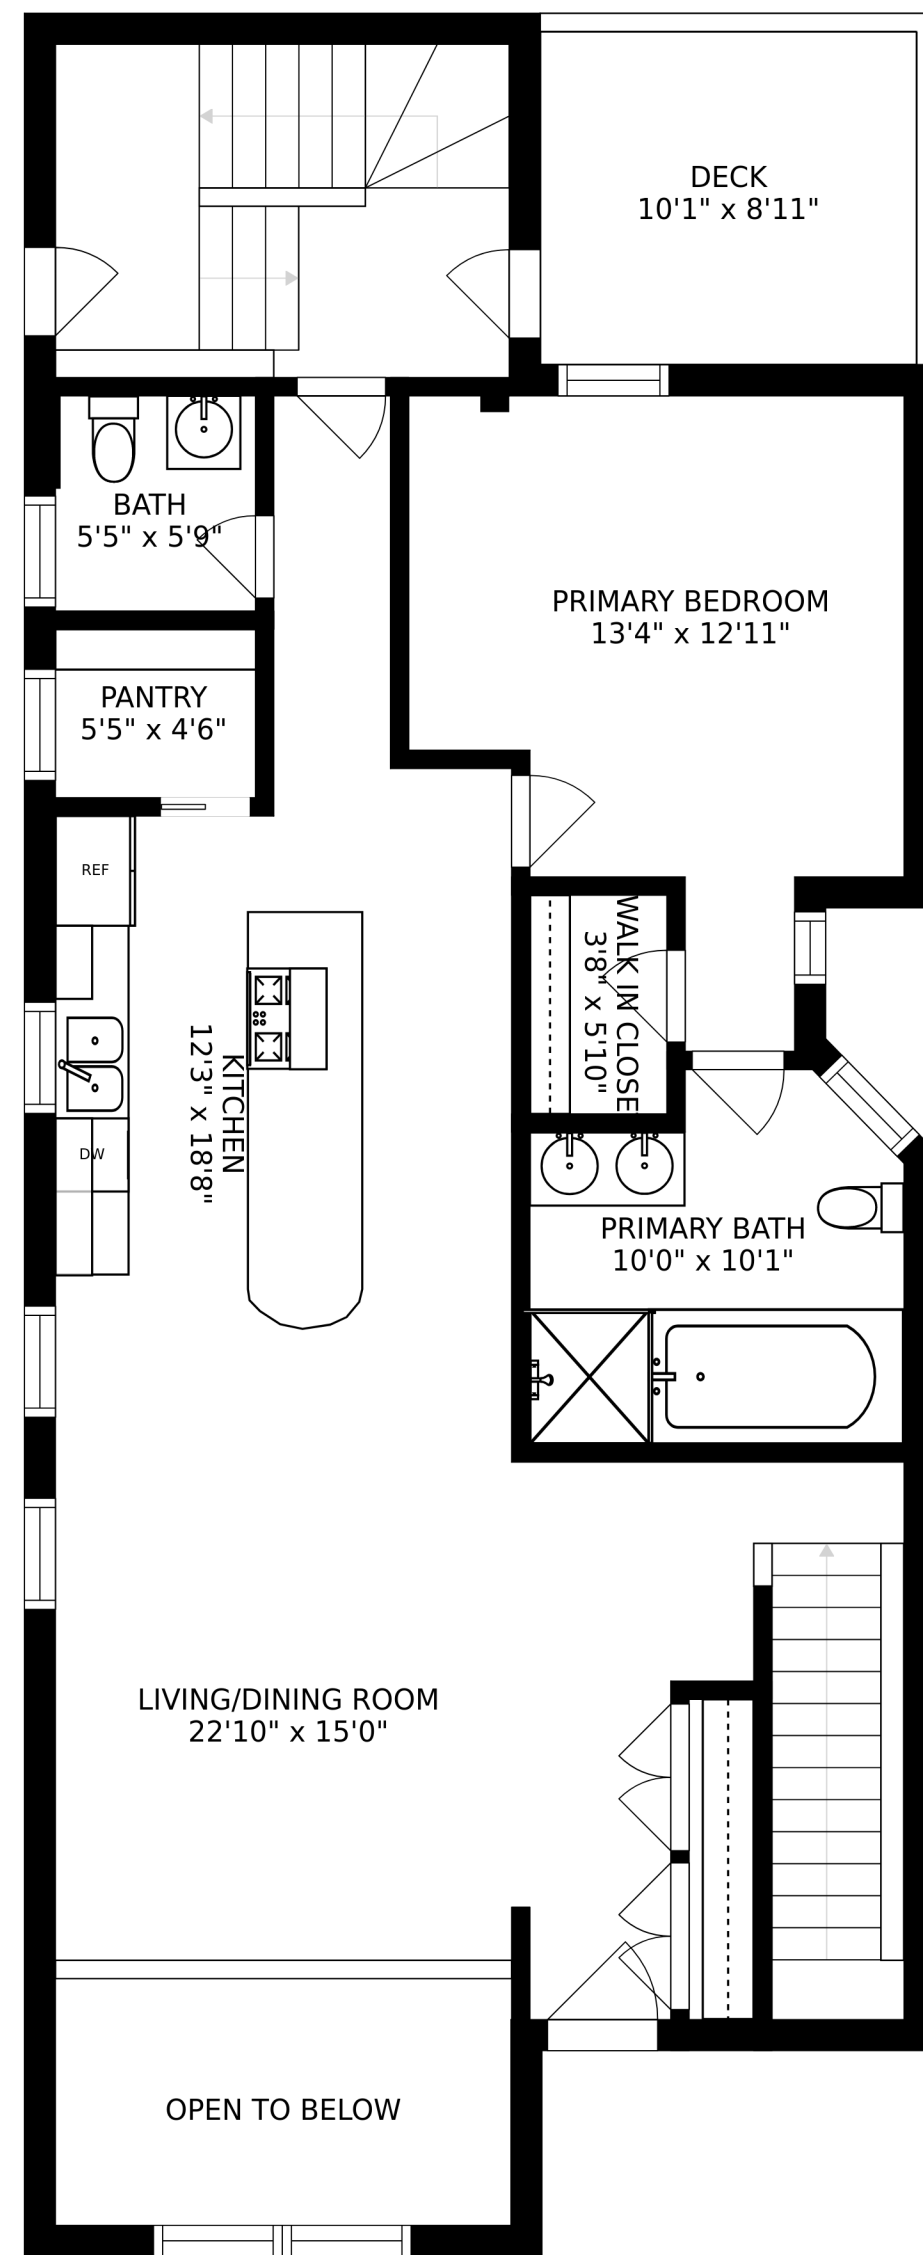 DECK
10'1" x 8'11"
BATH
5'5" x 5'9"
PRIMARY BEDROOM
13'4" x 12'11"
PANTRY
5'5" x 4'6"
REF
WALK IN CLOSE
3'8" x 5'10"
KITCHEN
12'3" x 18'8"
DW
PRIMARY BATH
10'0" x 10'1"
LIVING/DINING ROOM
22'10" x 15'0"
OPEN TO BELOW